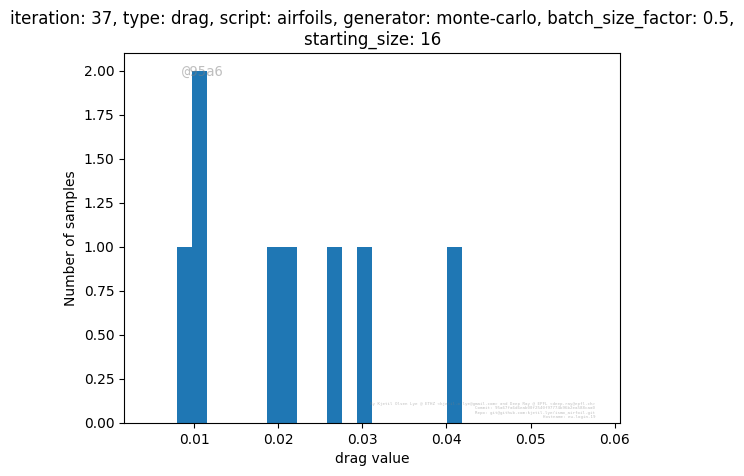 iteration: 37, type: drag, script: airfoils, generator: monte-carlo, batch_size_factor: 0.5,
starting_size: 16
@95a6
2.00
1.75
1.50
1.25
1.00
0.75
0.50
0.25
0.00
Number of samples
0.01 0.02 0.03 0.04 0.05 0.06
drag value